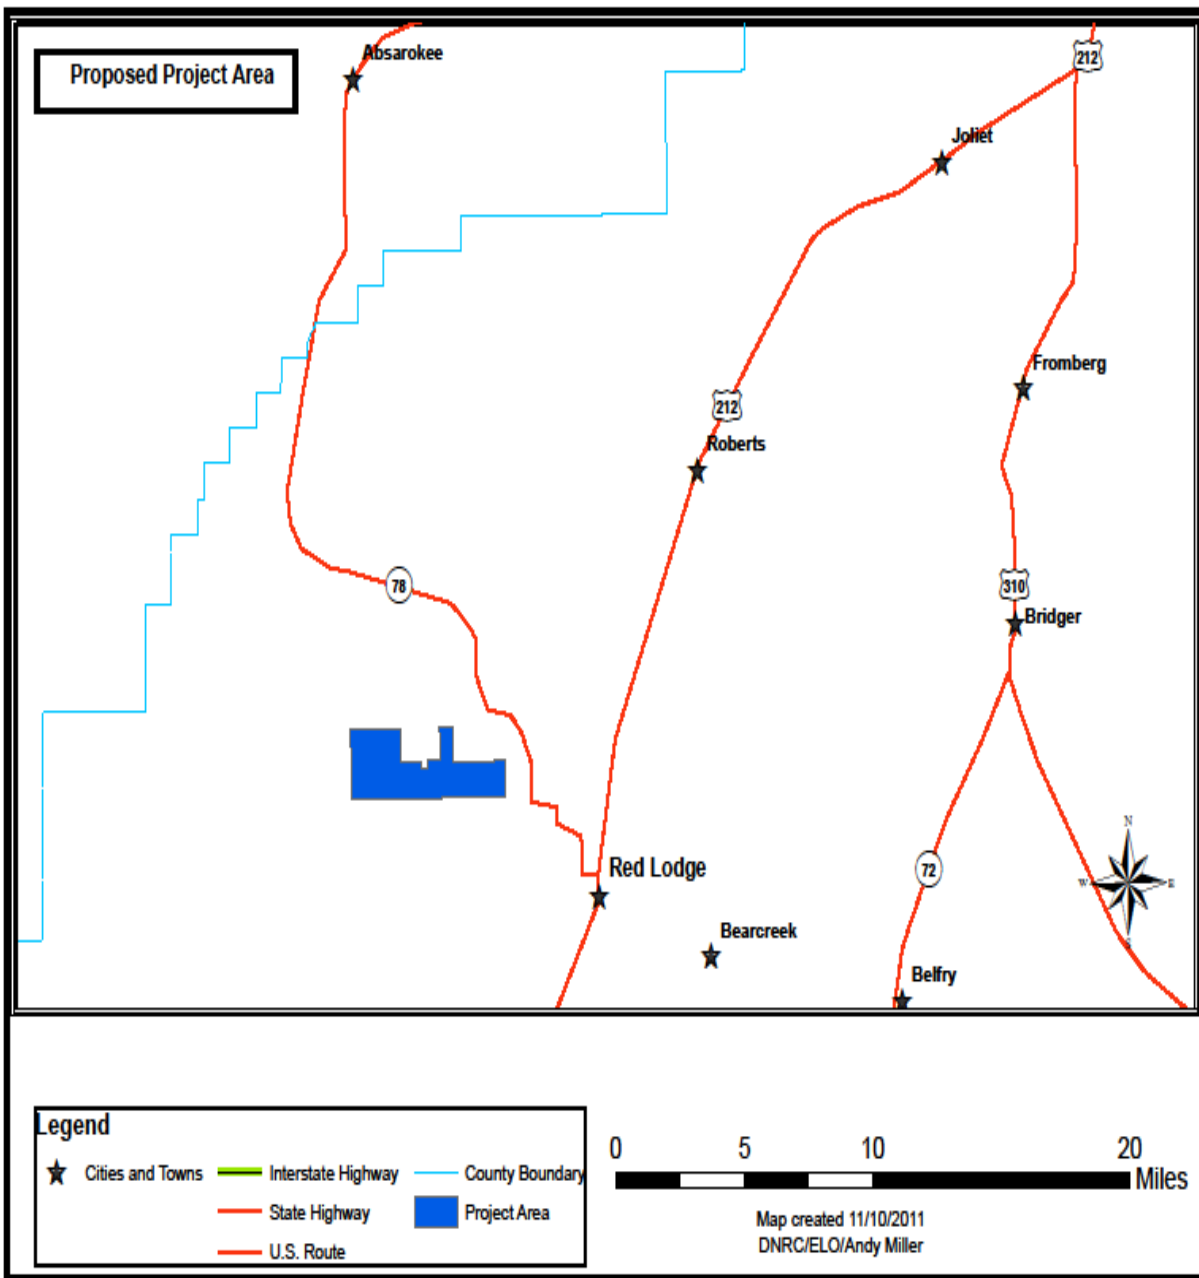 Proposed Project Area
Absarokee
212
Joliet
Fromberg
212
Roberts
78
310
Bridger
Red Lodge
72
N
W E
S
Bearcreek
Belfry
Legend
Cities and Towns
Interstate Highway
County Boundary
State Highway
Project Area
U.S. Route
0 5 10 20
Miles
Map created 11/10/2011
DNRC/ELO/Andy Miller